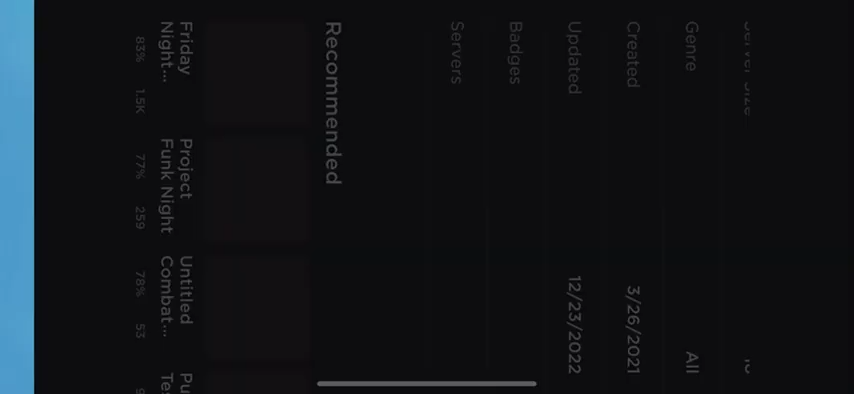 Genre All
Created 3/26/2021
Updated 12/23/2022
Badges
Servers
Recommended
Friday
Night...
83% 1.5K
Project
Funk Night
77% 259
Untitled
Combat...
78% 53